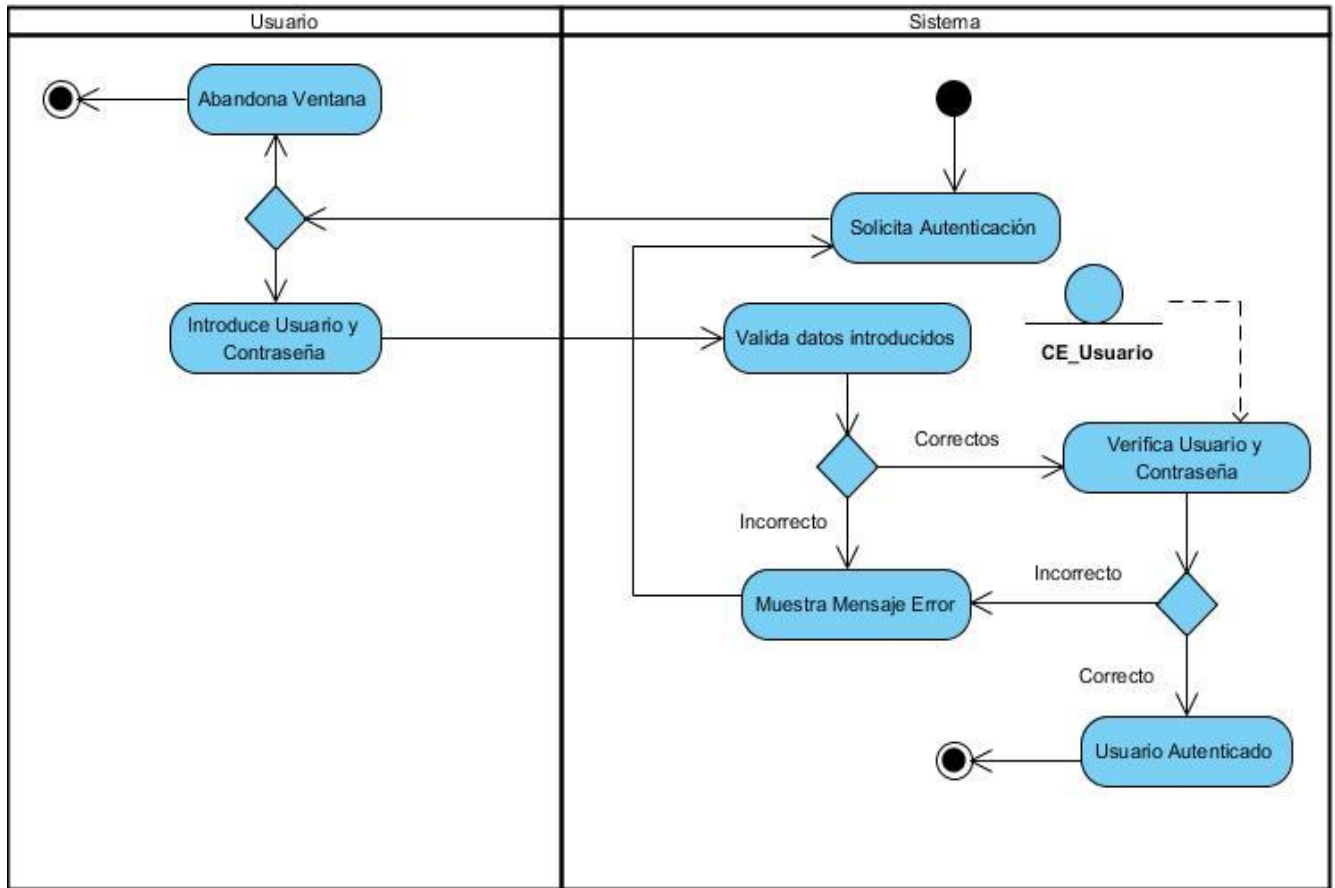 Usuario
Sistema
Abandona Ventana
Solicita Autenticación
Introduce Usuario y
Contraseña
Valida datos introducidos
CE_Usuario
Correctos
Verifica Usuario y
Contraseña
Incorrecto
Incorrecto
Muestra Mensaje Error
Correcto
Usuario Autenticado